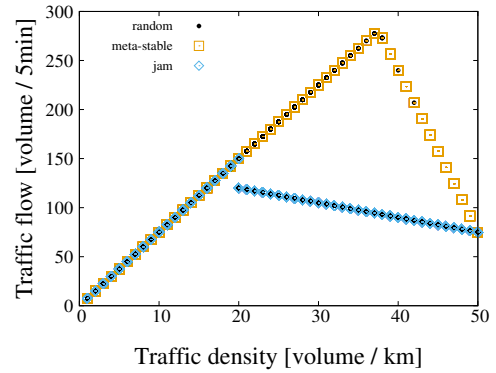 random
meta-stable
jam
300
250
200
150
100
50
0
0 10 20 30 40 50
Traffic flow [volume / 5min]
Traffic density [volume / km]